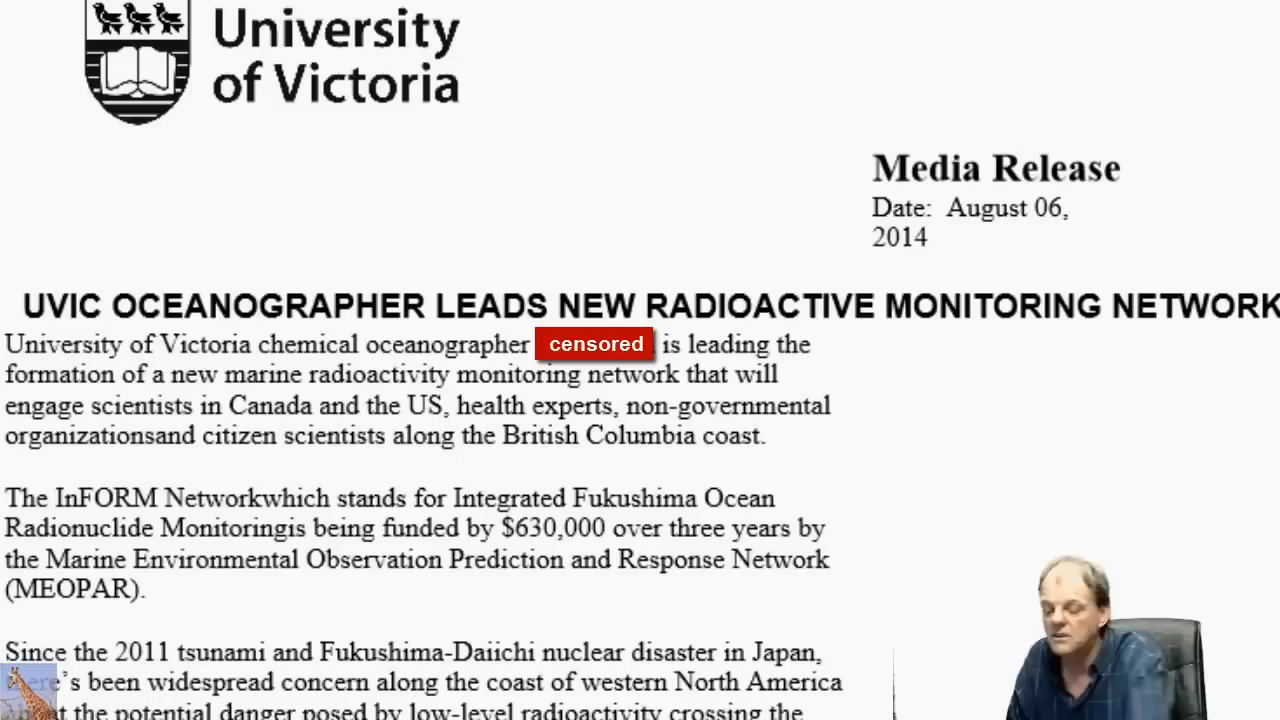 University
of Victoria
Media Release
Date: August 06,
2014
UVIC OCEANOGRAPHER LEADS NEW RADIOACTIVE MONITORING NETWORK
University of Victoria chemical oceanographer censored is leading the
formation of a new marine radioactivity monitoring network that will
engage scientists in Canada and the US, health experts, non-governmental
organizationsand citizen scientists along the British Columbia coast.
The InFORM Networkwhich stands for Integrated Fukushima Ocean
Radionuclide Monitoringis being funded by $630,000 over three years by
the Marine Environmental Observation Prediction and Response Network
(MEOPAR).
Since the 2011 tsunami and Fukushima-Daiichi nuclear disaster in Japan,
been widespread concern along the coast of western North America
the potential danger posed by low-level radioactivity crossing the